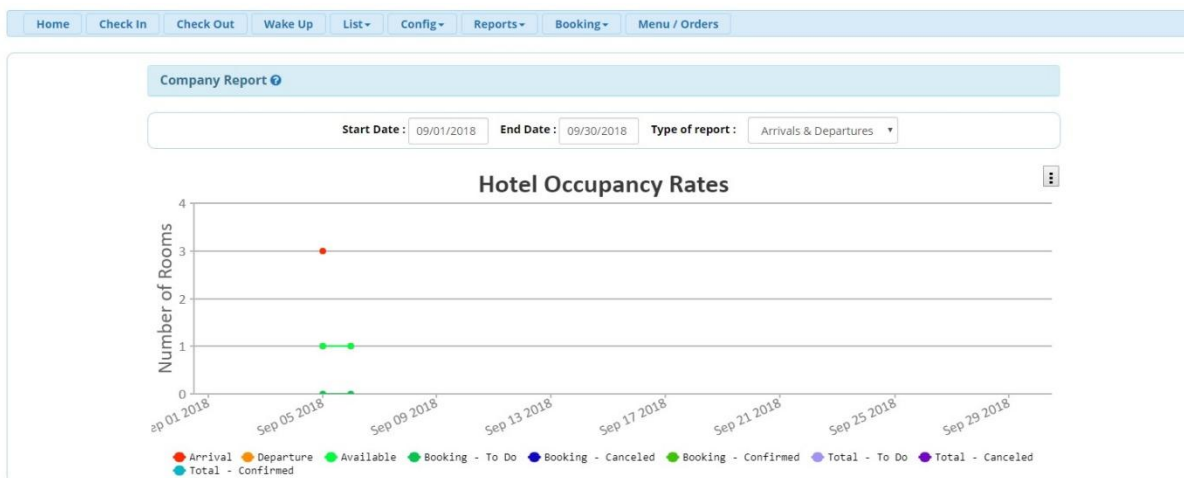 Home Check In Check Out Wake Up List Config Reports Booking Menu / Orders
Company Report
Start Date : 09/01/2018 End Date : 09/30/2018 Type of report : Arrivals & Departures
Hotel Occupancy Rates
Number of Rooms
4
3
2
1
0
ep 01 2018 Sep 05 2018 Sep 09 2018 Sep 13 2018 Sep 17 2018 Sep 21 2018 Sep 25 2018 Sep 29 2018
Arrival Departure Available Booking - To Do Booking - Canceled Booking - Confirmed Total - To Do Total - Canceled
Total - Confirmed